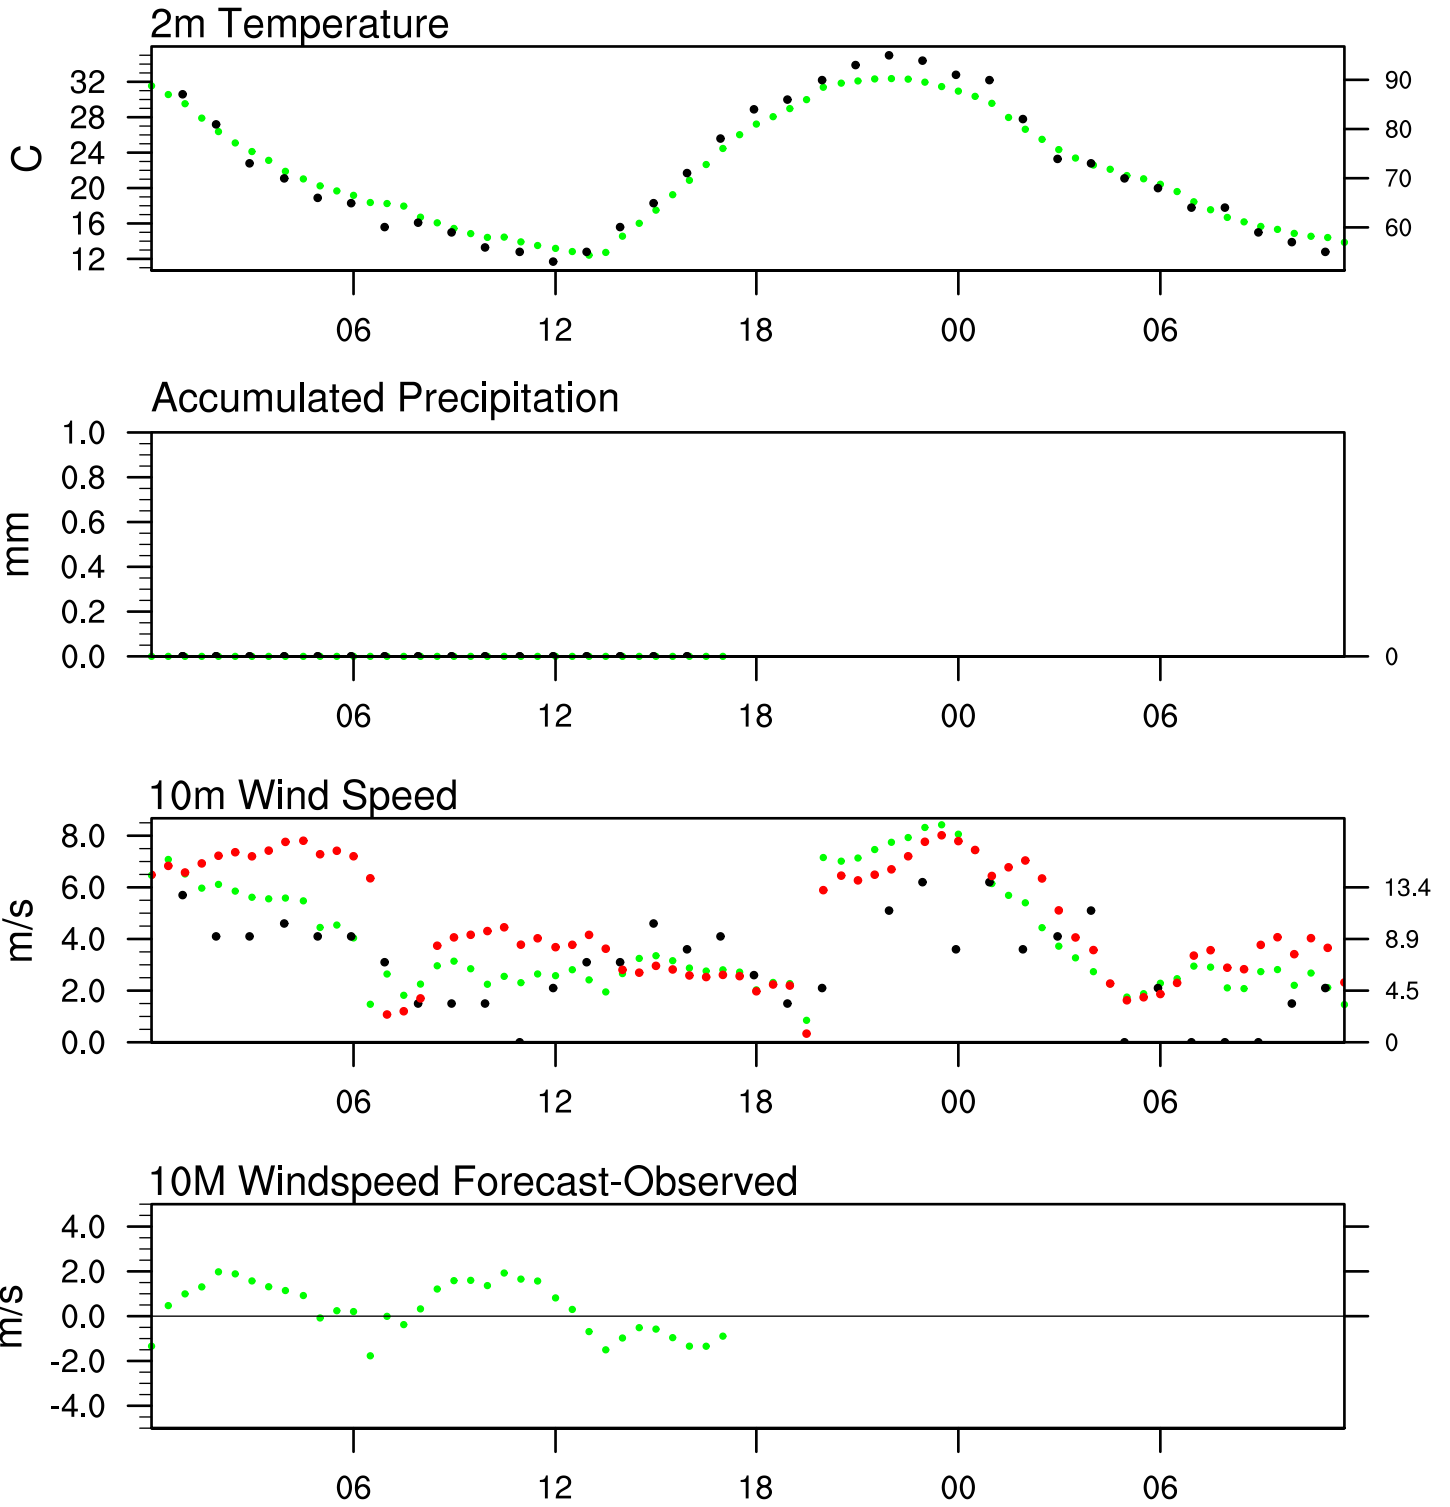 2m Temperature
32
28
24
20
16
12
C
90
80
70
60
06 12 18 00 06
Accumulated Precipitation
1.0
0.8
0.6
0.4
0.2
0.0
mm
0
06 12 18 00 06
10m Wind Speed
8.0
6.0
4.0
2.0
0.0
m/s
13.4
8.9
4.5
0
06 12 18 00 06
10M Windspeed Forecast-Observed
4.0
2.0
0.0
-2.0
-4.0
m/s
06 12 18 00 06